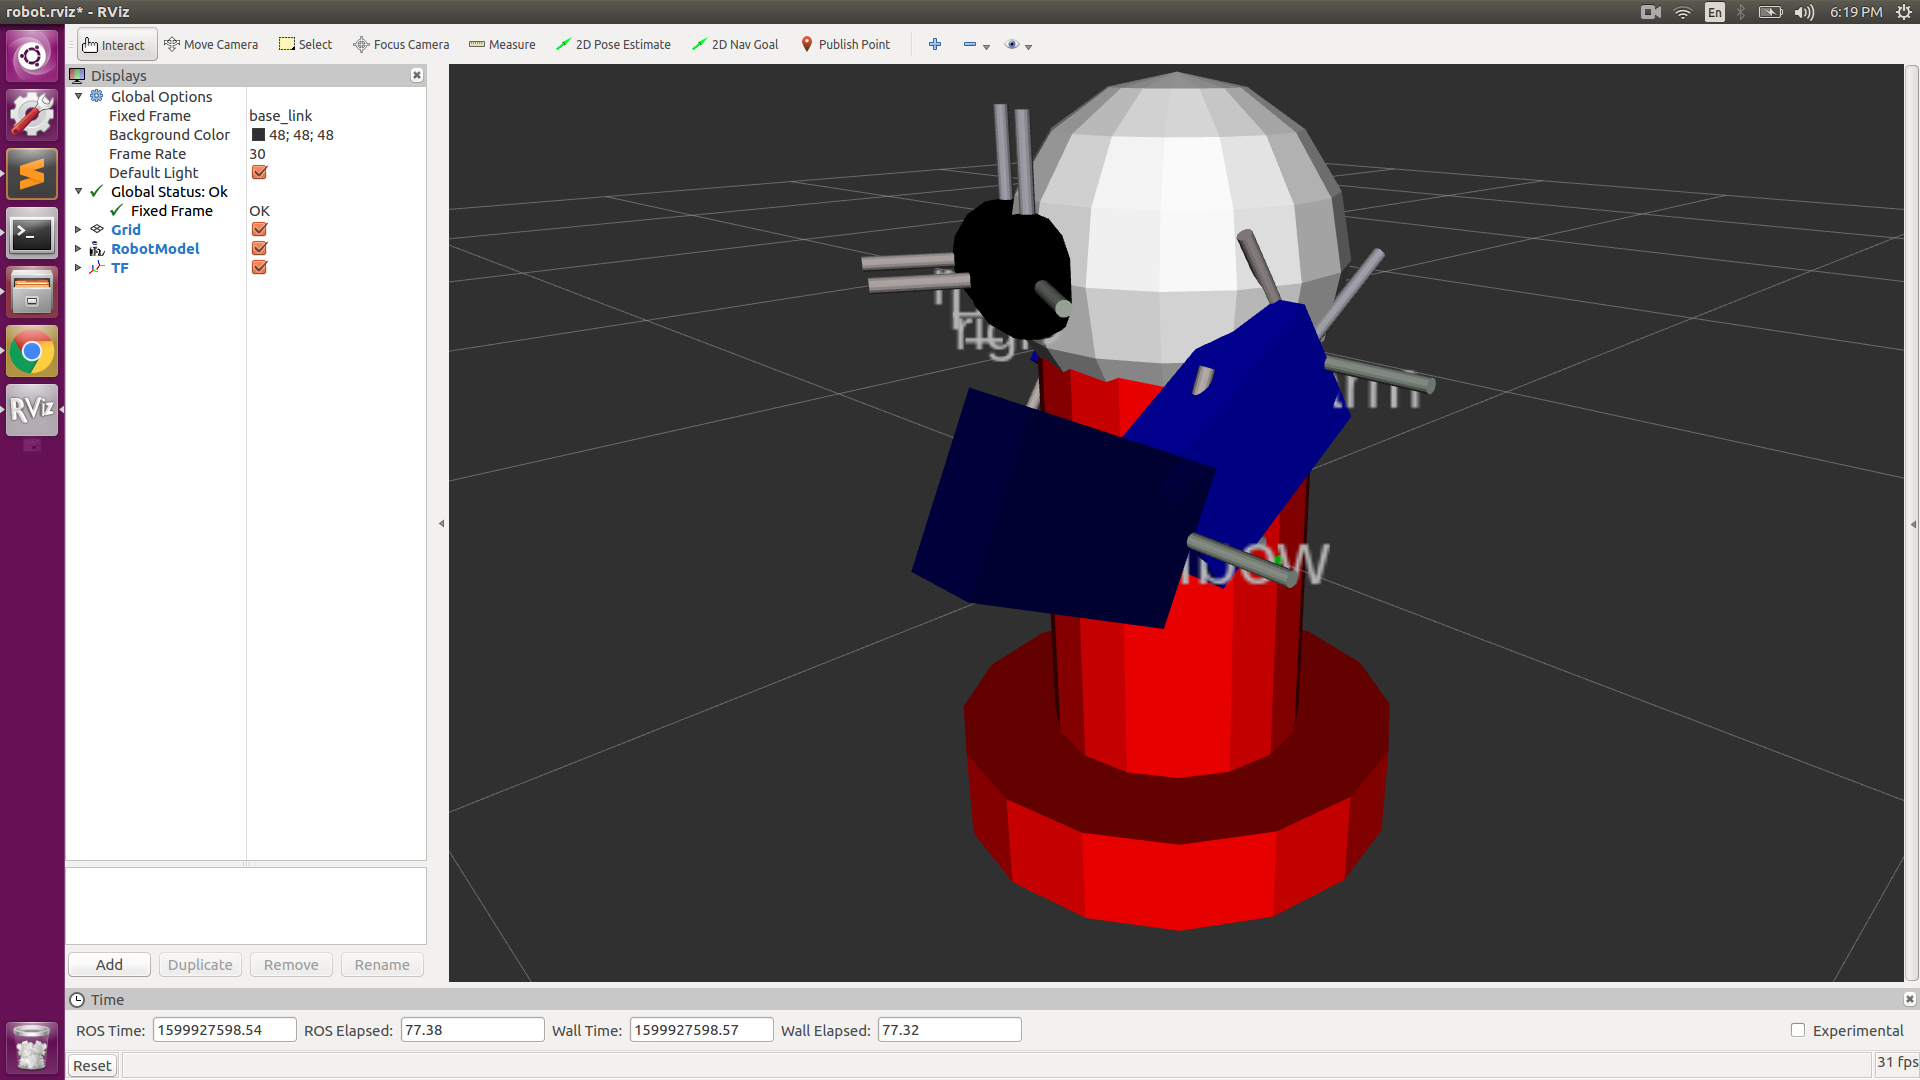 robot.rviz* - RViz
En
6:19 PM
Interact
Move Camera
Select
Focus Camera
Measure
2D Pose Estimate
2D Nav Goal
Publish Point
Displays
Global Options
Fixed Frame base_link
Background Color 48; 48; 48
Frame Rate 30
Default Light
Global Status: Ok
Fixed Frame OK
Grid
RobotModel
TF
RViz
Add
Duplicate
Remove
Rename
Time
ROS Time: 1599927598.54
ROS Elapsed: 77.38
Wall Time: 1599927598.57
Wall Elapsed: 77.32
Experimental
Reset
31 fps